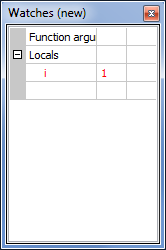 Watches (new)
Function argu
Locals
i 1